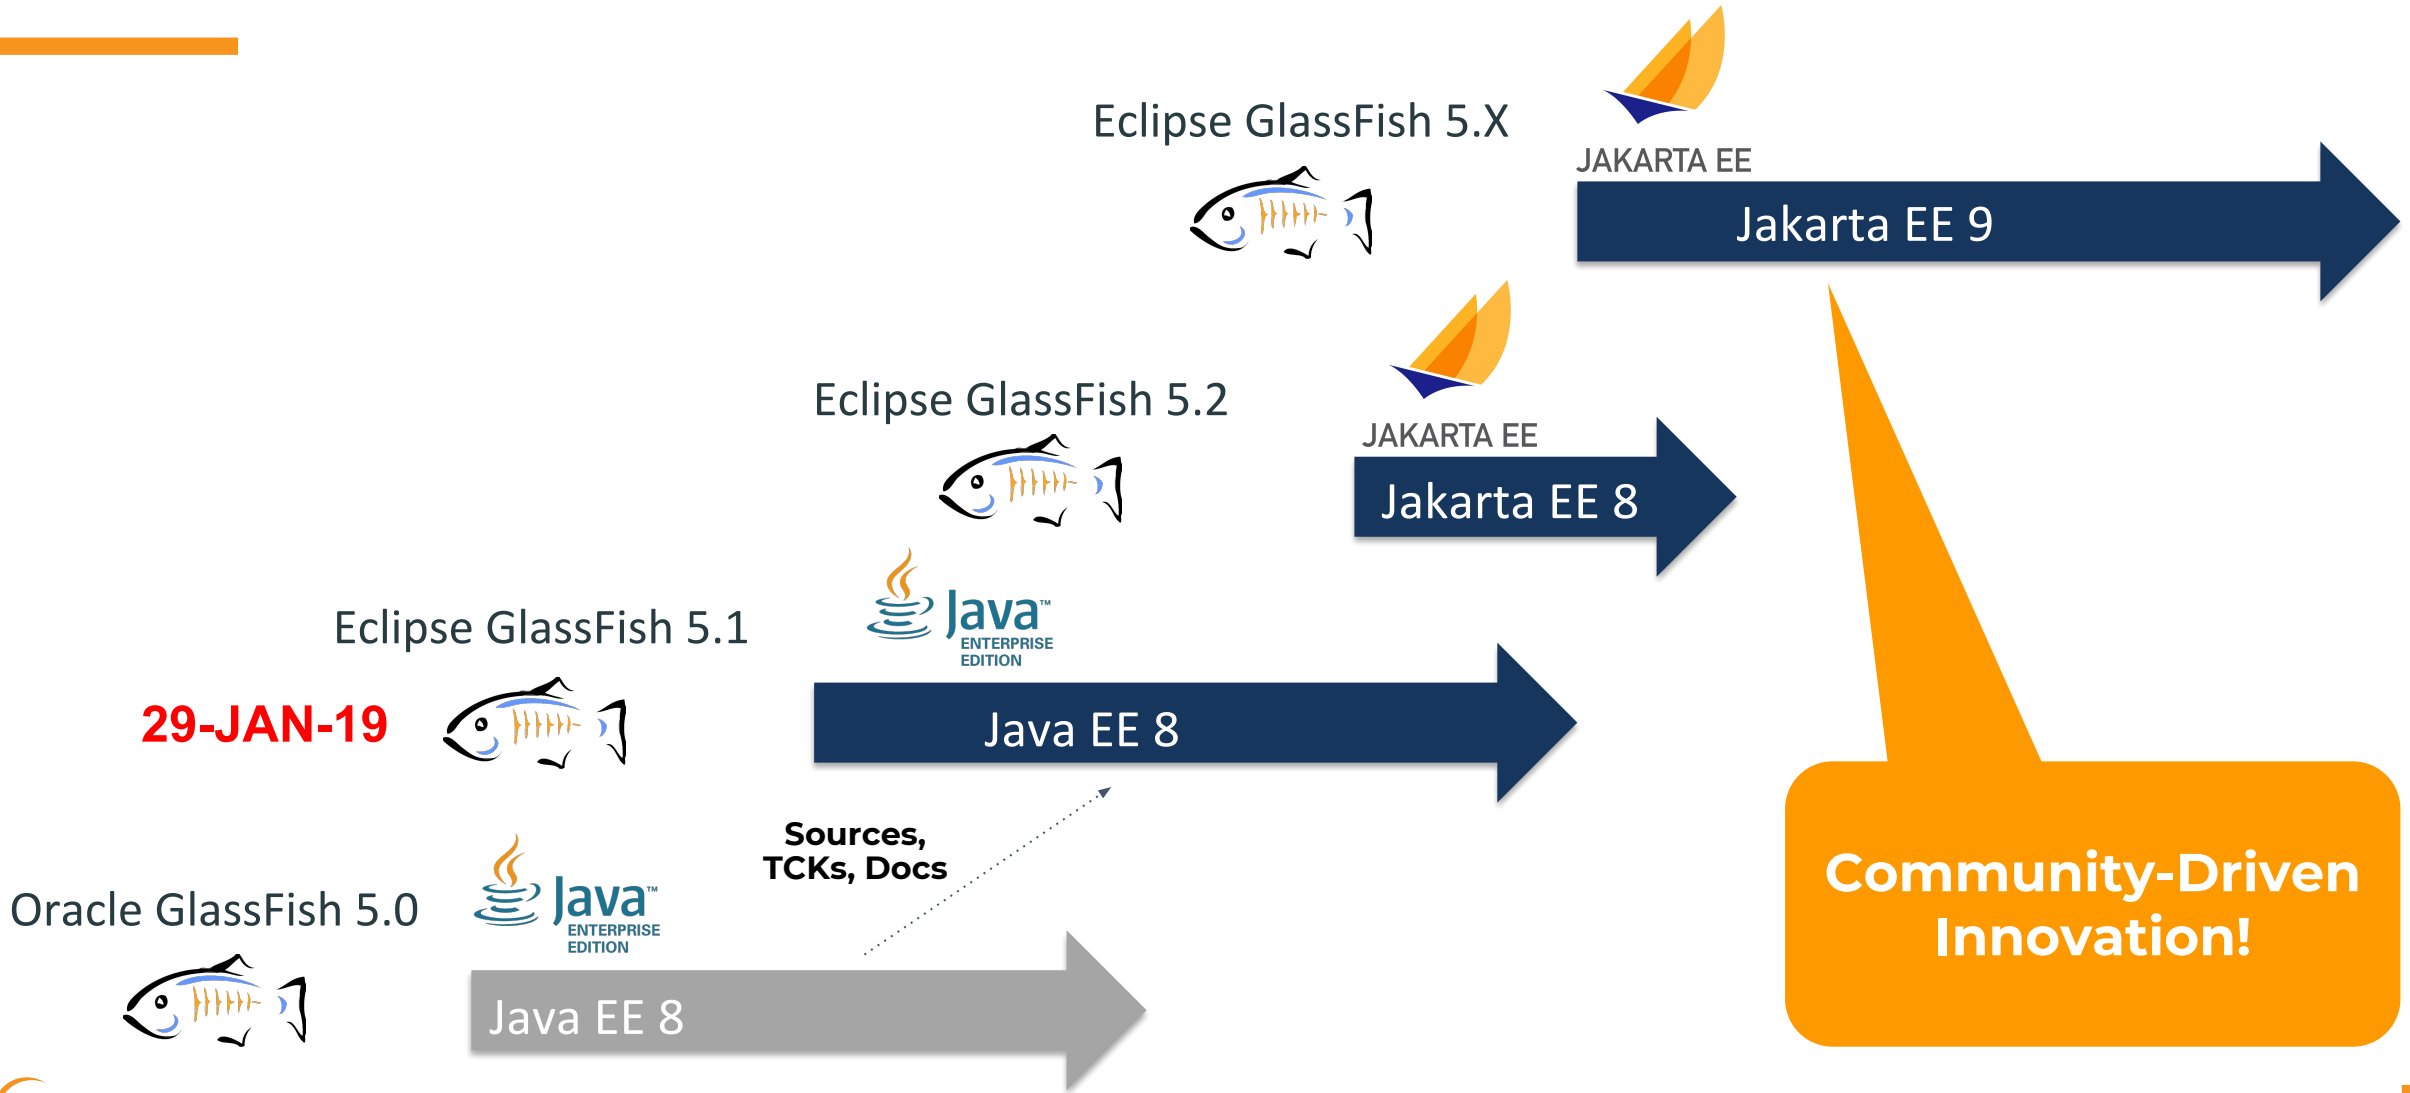 Eclipse GlassFish 5.X
JAKARTA EE
Jakarta EE 9
Eclipse GlassFish 5.2
JAKARTA EE
Jakarta EE 8
Eclipse GlassFish 5.1
29-JAN-19
Java™
ENTERPRISE
EDITION
Java EE 8
Sources,
TCKs, Docs
Oracle GlassFish 5.0
Java™
ENTERPRISE
EDITION
Java EE 8
Community-Driven
Innovation!